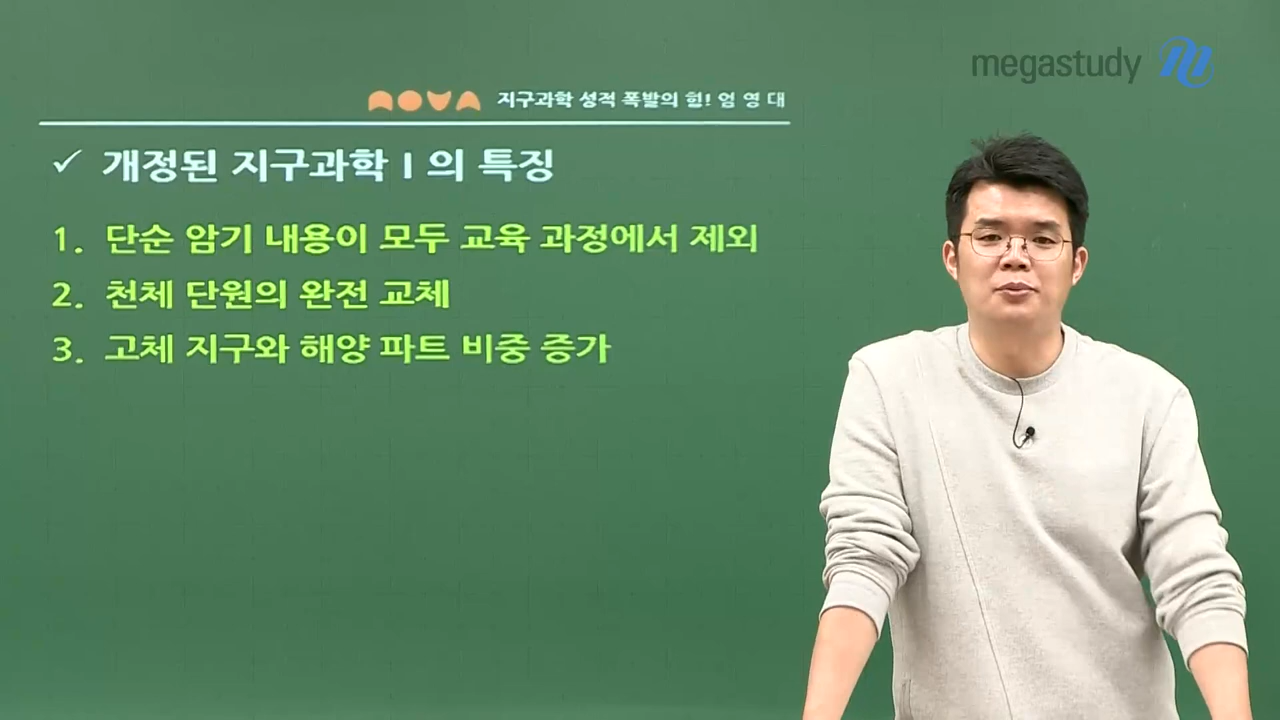 megastudy
NOVA 지구과학 성적 폭발의 힘! 엄영대
✓ 개정된 지구과학 I 의 특징
1. 단순 암기 내용이 모두 교육 과정에서 제외
2. 천체 단원의 완전 교체
3. 고체 지구와 해양 파트 비중 증가